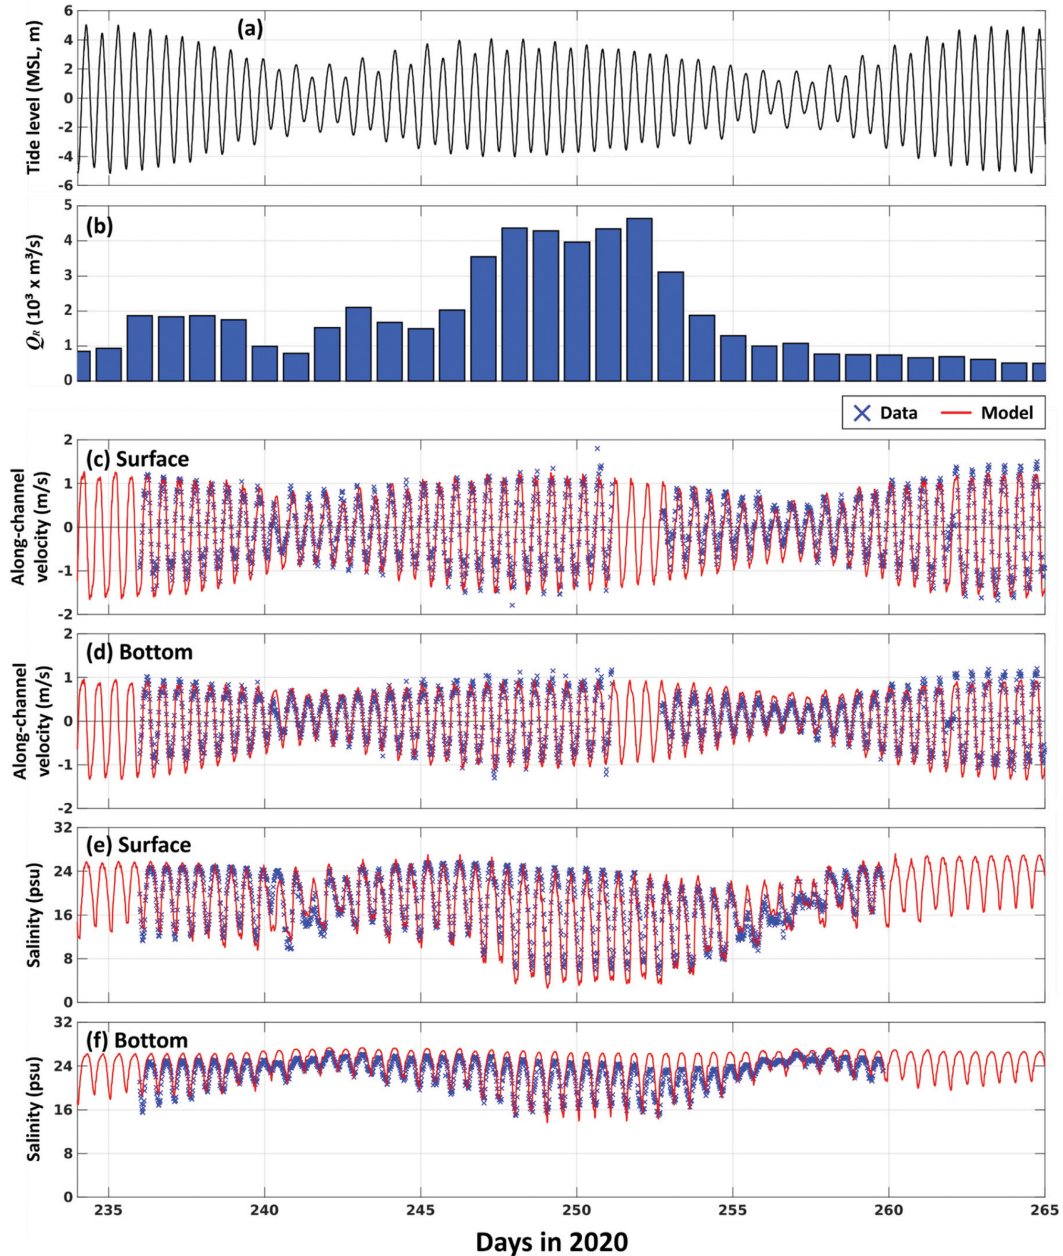 (a)
Tide level (MSL, m)
6
4
2
0
-2
-4
-6
(b)
QR (10³ x m³/s)
5
4
3
2
1
0
Data
Model
(c) Surface
Along-channel
velocity (m/s)
2
1
0
-1
-2
(d) Bottom
Along-channel
velocity (m/s)
2
1
0
-1
-2
(e) Surface
Salinity (psu)
32
24
16
8
0
(f) Bottom
Salinity (psu)
32
24
16
8
0
235 240 245 250 255 260 265
Days in 2020